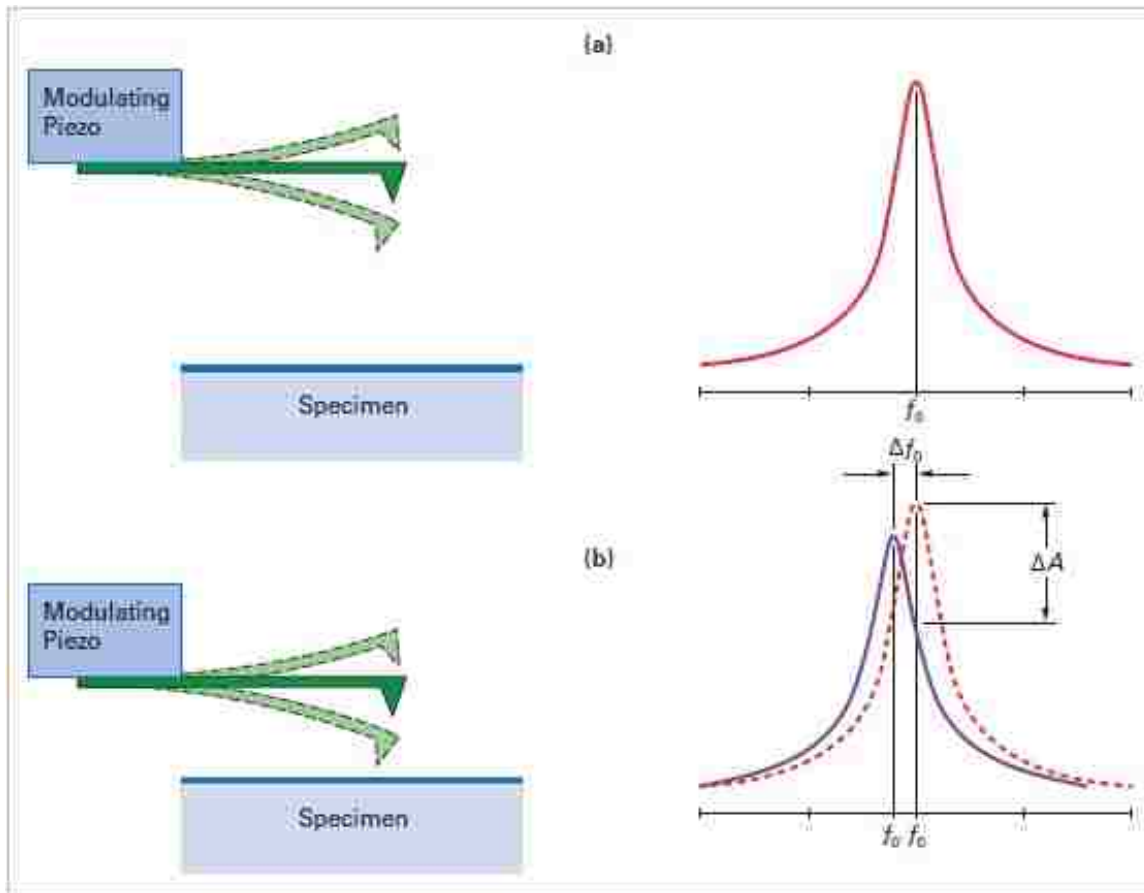 (a)
Modulating
Piezo
Specimen
f₀
Δf₀
(b)
ΔA
Modulating
Piezo
Specimen
f₀' f₀